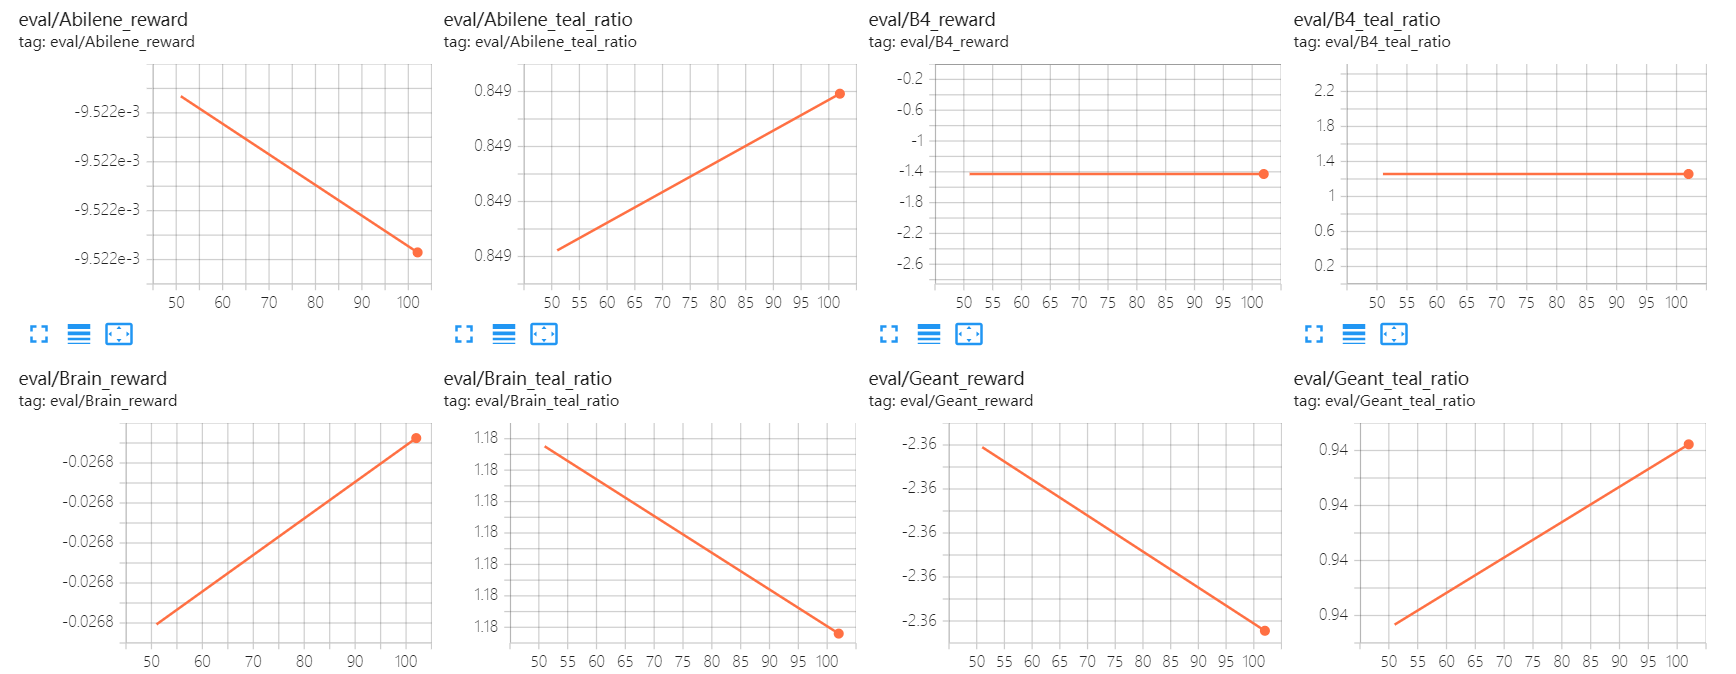 eval/Abilene_reward
tag: eval/Abilene_reward
-9.522e-3
-9.522e-3
-9.522e-3
-9.522e-3
50 60 70 80 90 100
eval/Abilene_teal_ratio
tag: eval/Abilene_teal_ratio
0.849
0.849
0.849
0.849
50 55 60 65 70 75 80 85 90 95 100
eval/B4_reward
tag: eval/B4_reward
-0.2
-0.6
-1
-1.4
-1.8
-2.2
-2.6
50 55 60 65 70 75 80 85 90 95 100
eval/B4_teal_ratio
tag: eval/B4_teal_ratio
2.2
1.8
1.4
1
0.6
0.2
50 55 60 65 70 75 80 85 90 95 100
eval/Brain_reward
tag: eval/Brain_reward
-0.0268
-0.0268
-0.0268
-0.0268
-0.0268
50 60 70 80 90 100
eval/Brain_teal_ratio
tag: eval/Brain_teal_ratio
1.18
1.18
1.18
1.18
1.18
1.18
1.18
50 55 60 65 70 75 80 85 90 95 100
eval/Geant_reward
tag: eval/Geant_reward
-2.36
-2.36
-2.36
-2.36
-2.36
50 55 60 65 70 75 80 85 90 95 100
eval/Geant_teal_ratio
tag: eval/Geant_teal_ratio
0.94
0.94
0.94
0.94
50 55 60 65 70 75 80 85 90 95 100